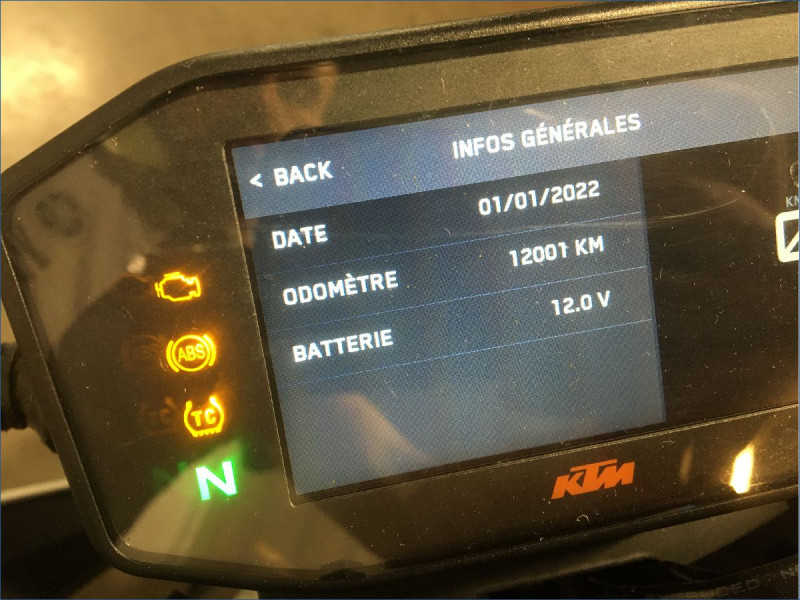 < BACK
INFOS GÉNÉRALES
DATE 01/01/2022
ODOMÈTRE 12001 KM
BATTERIE 12.0 V
ABS
TC
N
KTM